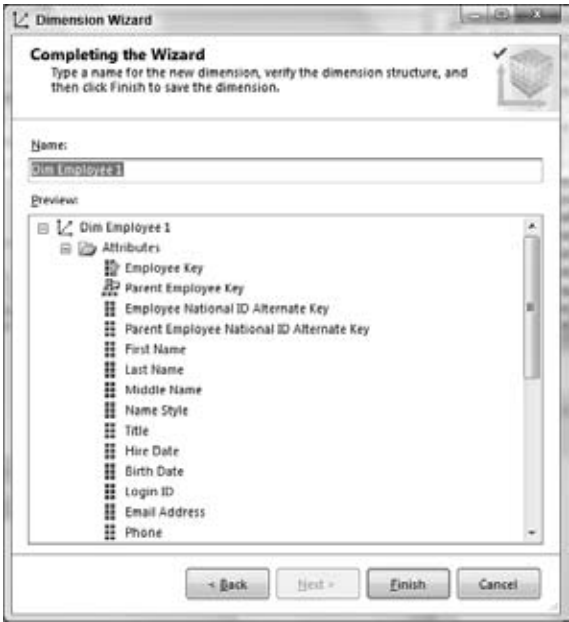 Dimension Wizard
Completing the Wizard
Type a name for the new dimension, verify the dimension structure, and
then click Finish to save the dimension.
Name:
Dim Employee 1
Preview:
Dim Employee 1
Attributes
Employee Key
Parent Employee Key
Employee National ID Alternate Key
Parent Employee National ID Alternate Key
First Name
Last Name
Middle Name
Name Style
Title
Hire Date
Birth Date
Login ID
Email Address
Phone
< Back
Next >
Finish
Cancel